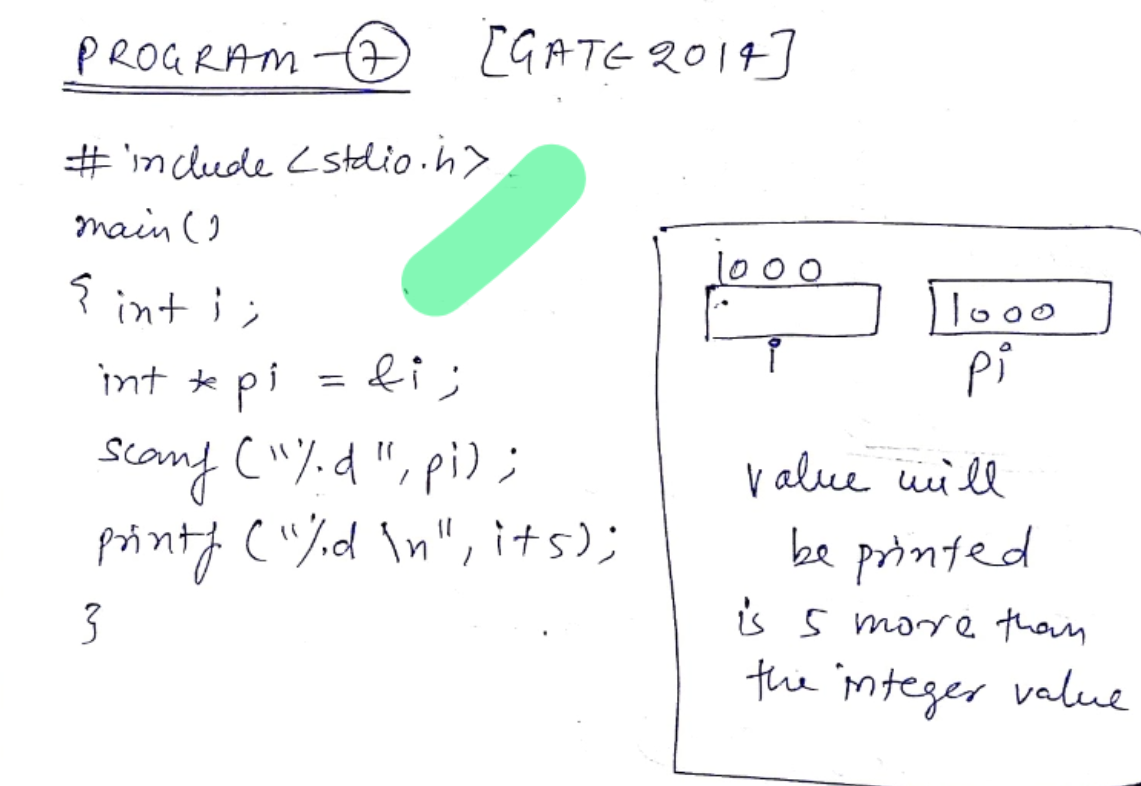 PROGRAM-7 [GATE 2014]
#include <stdio.h>
main()
{ int i;
int * pi = &i;
scanf ("%d", pi);
printf ("%d \n", i+5);
}
1000
1000
i pi
value will
be printed
is 5 more than
the integer value